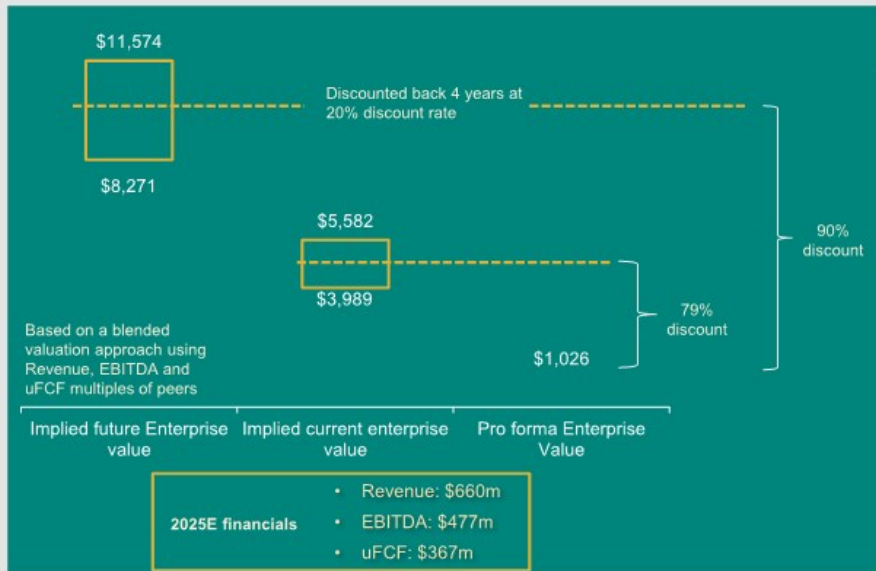 $11,574
Discounted back 4 years at
20% discount rate
$8,271
$5,582
90%
discount
$3,989
79%
discount
Based on a blended
valuation approach using
Revenue, EBITDA and
uFCF multiples of peers
$1,026
Implied future Enterprise
value
Implied current enterprise
value
Pro forma Enterprise
Value
2025E financials
• Revenue: $660m
• EBITDA: $477m
• uFCF: $367m